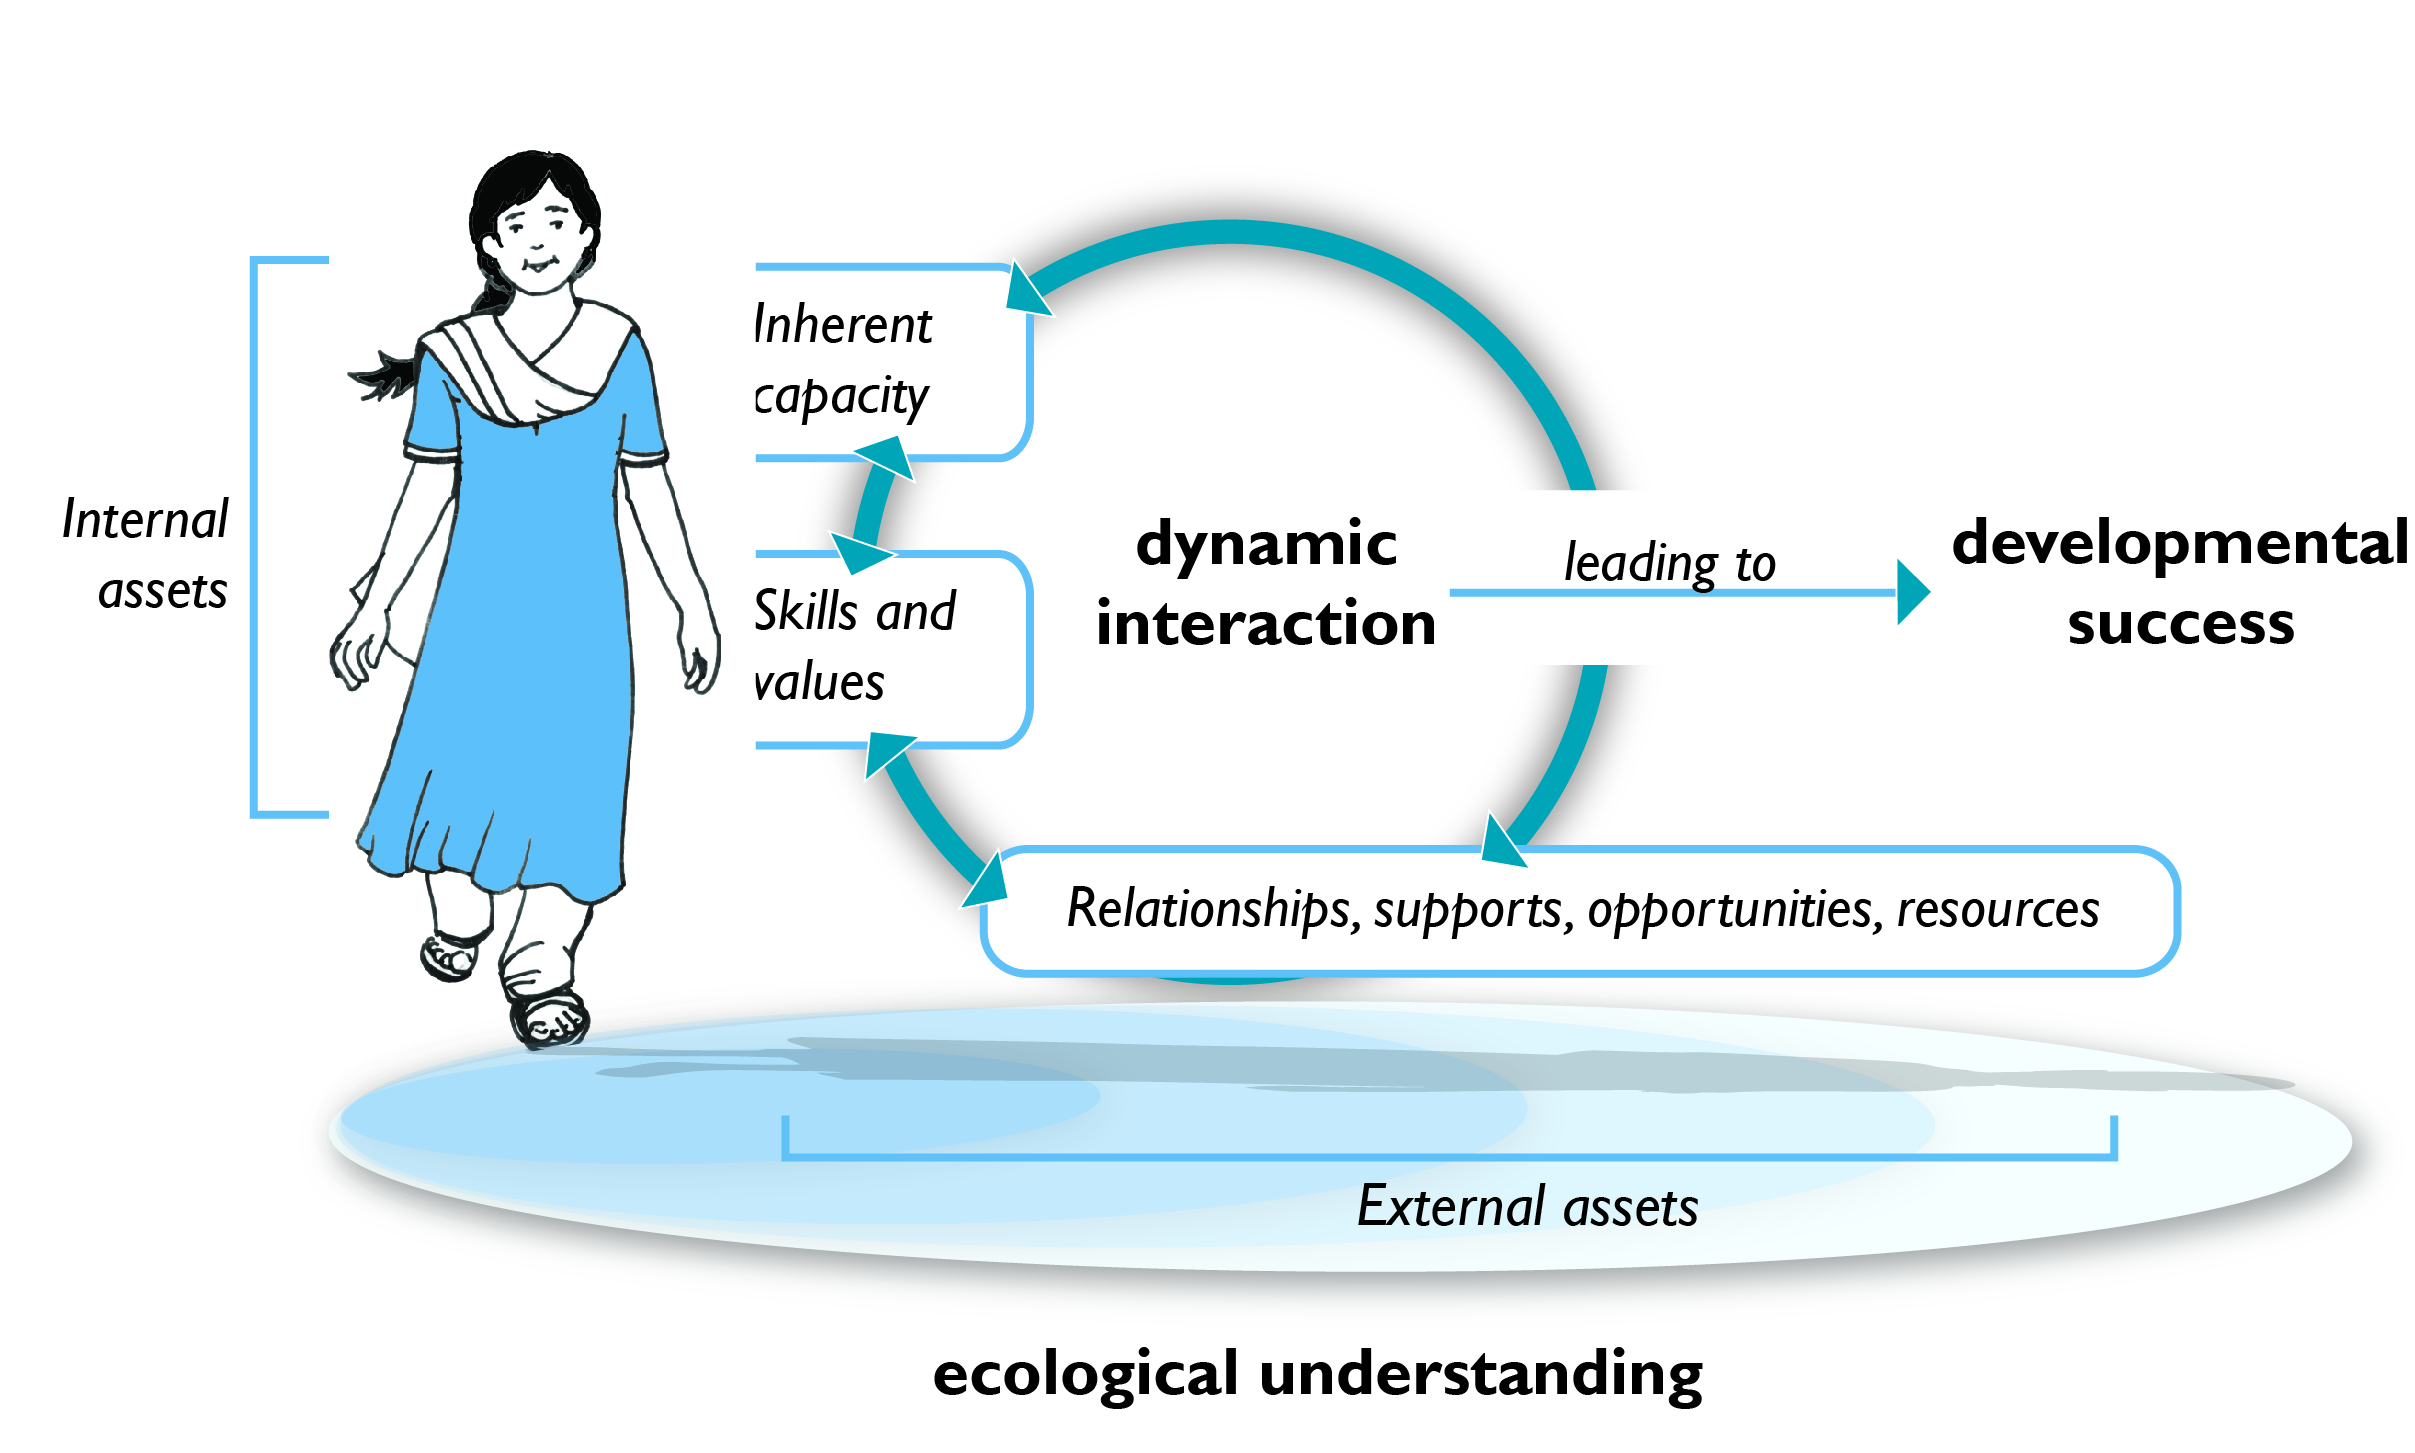 Inherent
capacity
Internal
assets
Skills and
values
dynamic
interaction
leading to
developmental
success
Relationships, supports, opportunities, resources
External assets
ecological understanding